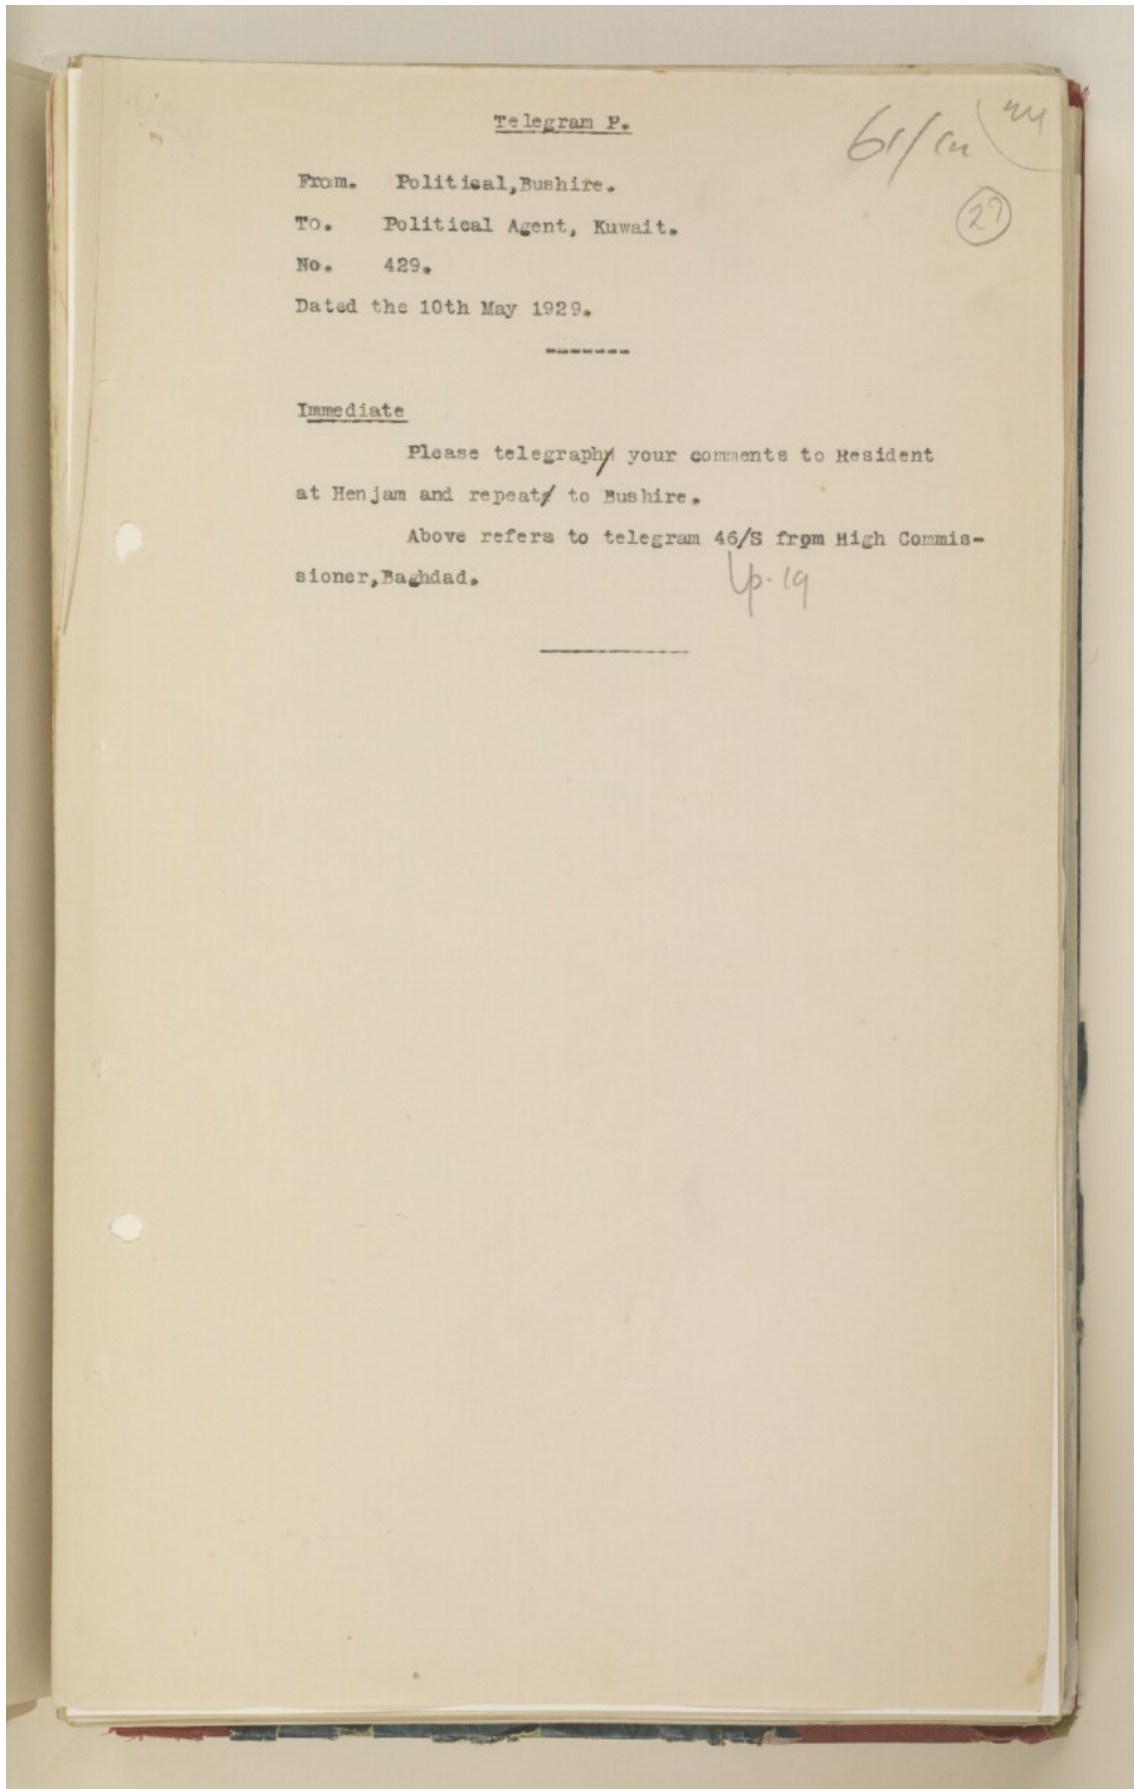 Telegram P.
61/14
24
27
From. Political,Bushire.
To. Political Agent, Kuwait.
No. 429.
Dated the 10th May 1929.
-------
Immediate
Please telegraph your comments to Resident
at Henjam and repeat to Bushire.
Above refers to telegram 46/S from High Commis-
sioner,Baghdad.
p. 19